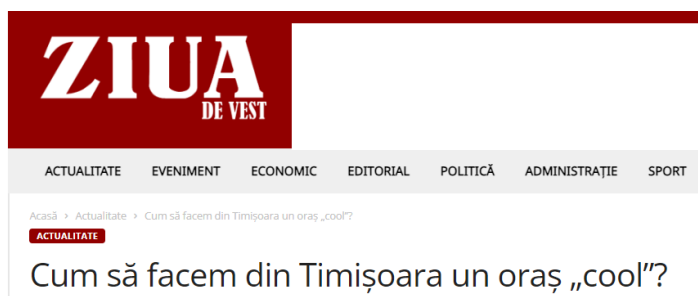 ZIUA
DE VEST
ACTUALITATE EVENIMENT ECONOMIC EDITORIAL POLITICĂ ADMINISTRAȚIE SPORT
Acasă › Actualitate › Cum să facem din Timișoara un oraș „cool”?
ACTUALITATE
Cum să facem din Timișoara un oraș „cool”?